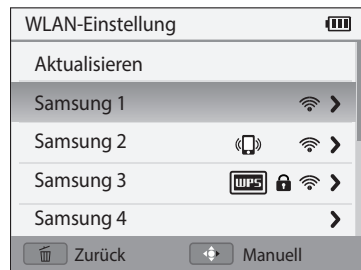 WLAN-Einstellung
Aktualisieren
Samsung 1
Samsung 2
Samsung 3 WPS
Samsung 4
Zurück Manuell